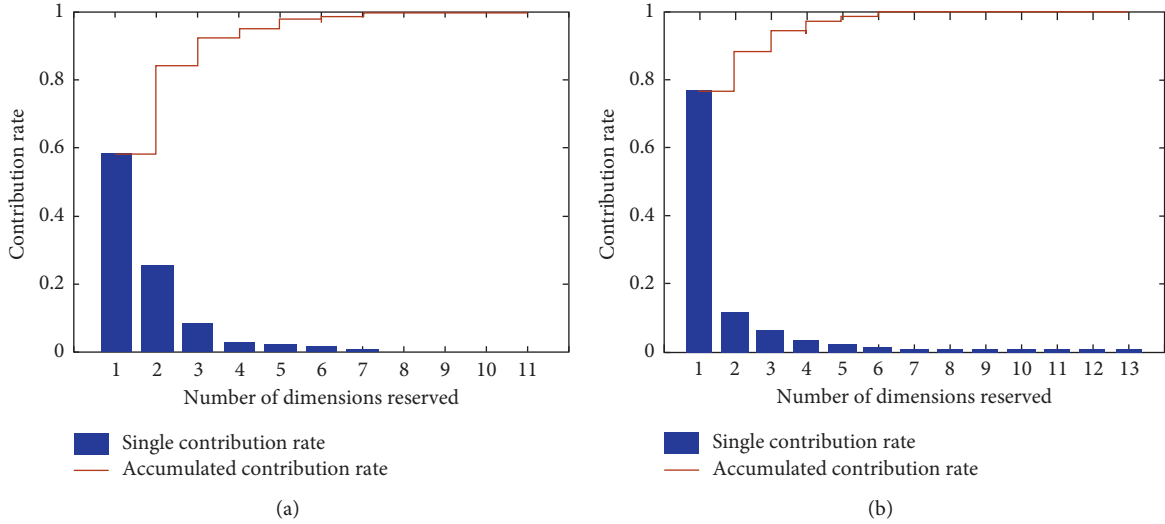 Contribution rate
1
0.8
0.6
0.4
0.2
0
1 2 3 4 5 6 7 8 9 10 11
Number of dimensions reserved
Single contribution rate
Accumulated contribution rate
(a)
Contribution rate
1
0.8
0.6
0.4
0.2
0
1 2 3 4 5 6 7 8 9 10 11 12 13
Number of dimensions reserved
Single contribution rate
Accumulated contribution rate
(b)